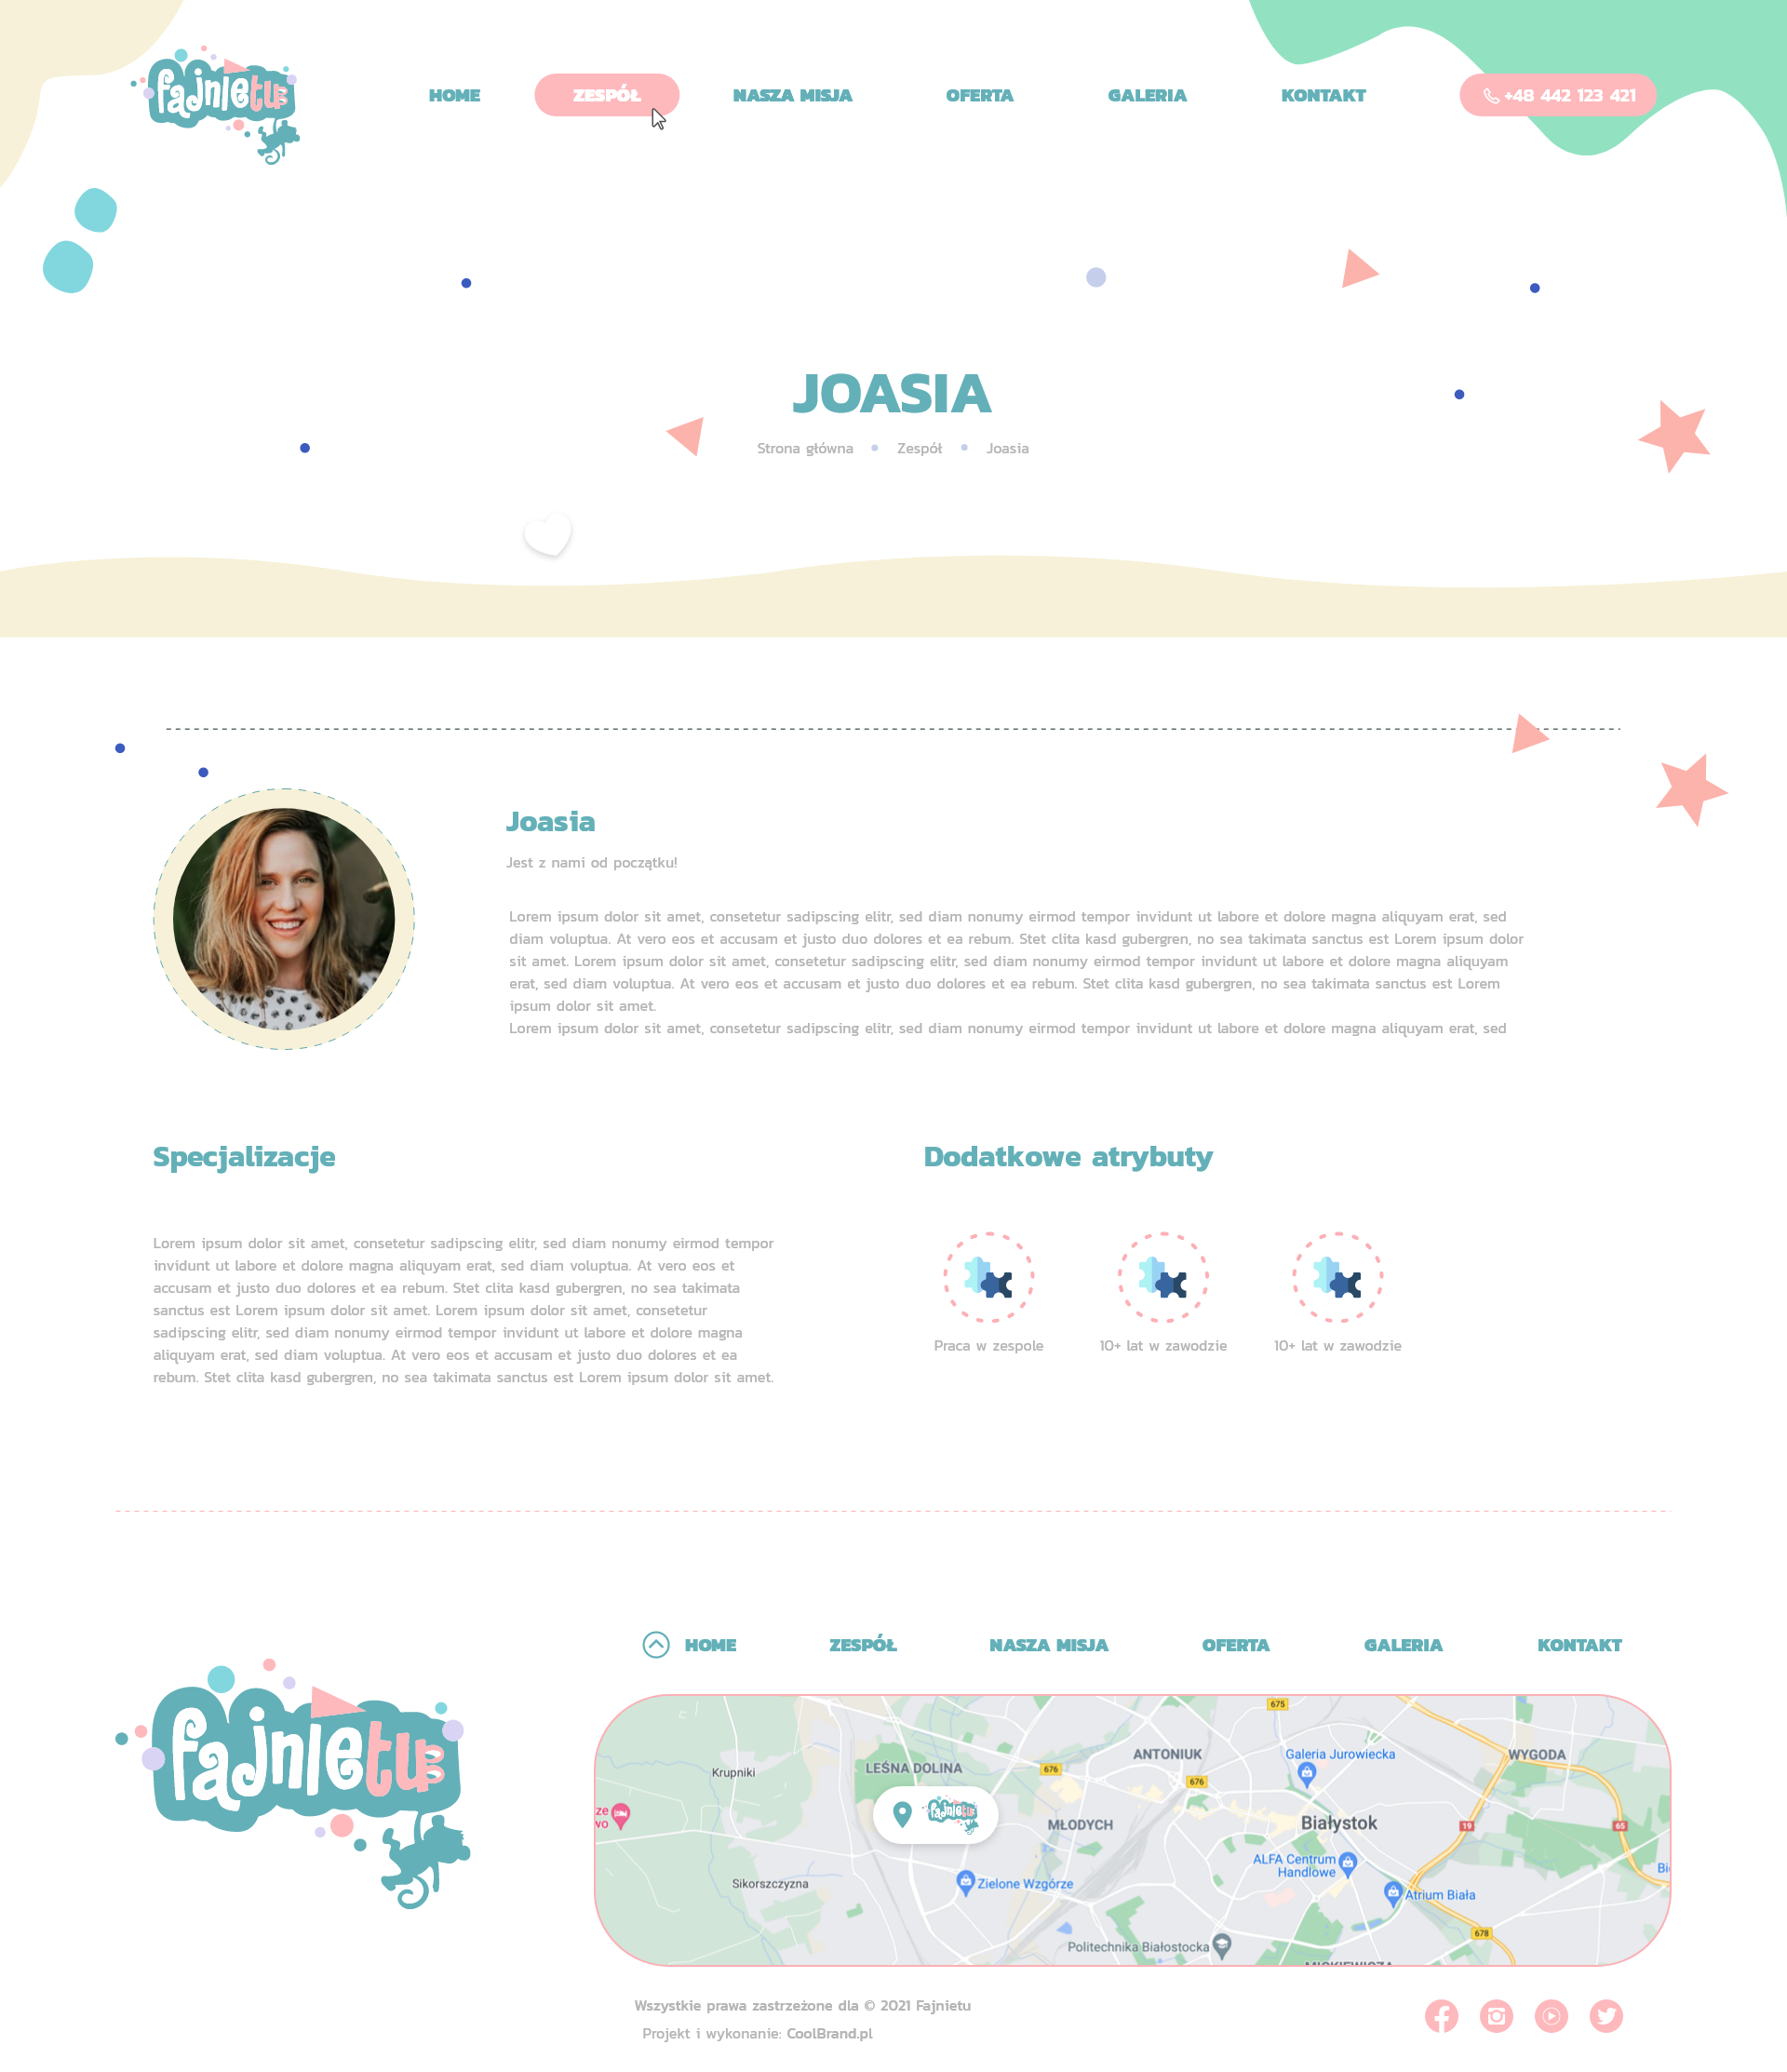 fajnietu
HOME
ZESPÓŁ
NASZA MISJA
OFERTA
GALERIA
KONTAKT
+48 442 123 421
JOASIA
Strona główna
Zespół
Joasia
Joasia
Jest z nami od początku!
Lorem ipsum dolor sit amet, consetetur sadipscing elitr, sed diam nonumy eirmod tempor invidunt ut labore et dolore magna aliquyam erat, sed
diam voluptua. At vero eos et accusam et justo duo dolores et ea rebum. Stet clita kasd gubergren, no sea takimata sanctus est Lorem ipsum dolor
sit amet. Lorem ipsum dolor sit amet, consetetur sadipscing elitr, sed diam nonumy eirmod tempor invidunt ut labore et dolore magna aliquyam
erat, sed diam voluptua. At vero eos et accusam et justo duo dolores et ea rebum. Stet clita kasd gubergren, no sea takimata sanctus est Lorem
ipsum dolor sit amet.
Lorem ipsum dolor sit amet, consetetur sadipscing elitr, sed diam nonumy eirmod tempor invidunt ut labore et dolore magna aliquyam erat, sed
Specjalizacje
Lorem ipsum dolor sit amet, consetetur sadipscing elitr, sed diam nonumy eirmod tempor
invidunt ut labore et dolore magna aliquyam erat, sed diam voluptua. At vero eos et
accusam et justo duo dolores et ea rebum. Stet clita kasd gubergren, no sea takimata
sanctus est Lorem ipsum dolor sit amet. Lorem ipsum dolor sit amet, consetetur
sadipscing elitr, sed diam nonumy eirmod tempor invidunt ut labore et dolore magna
aliquyam erat, sed diam voluptua. At vero eos et accusam et justo duo dolores et ea
rebum. Stet clita kasd gubergren, no sea takimata sanctus est Lorem ipsum dolor sit amet.
Dodatkowe atrybuty
Praca w zespole
10+ lat w zawodzie
10+ lat w zawodzie
fajnietu
HOME
ZESPÓŁ
NASZA MISJA
OFERTA
GALERIA
KONTAKT
675
ANTONIUK
Galeria Jurowiecka
WYGODA
Krupniki
LEŚNA DOLINA
676
676
ze
wo
fajnietu
MŁODYCH
Białystok
19
65
ALFA Centrum
Handlowe
Bi
Sikorszczyzna
Zielone Wzgórze
Atrium Biała
678
Politechnika Białostocka
Wszystkie prawa zastrzeżone dla © 2021 Fajnietu
Projekt i wykonanie: CoolBrand.pl